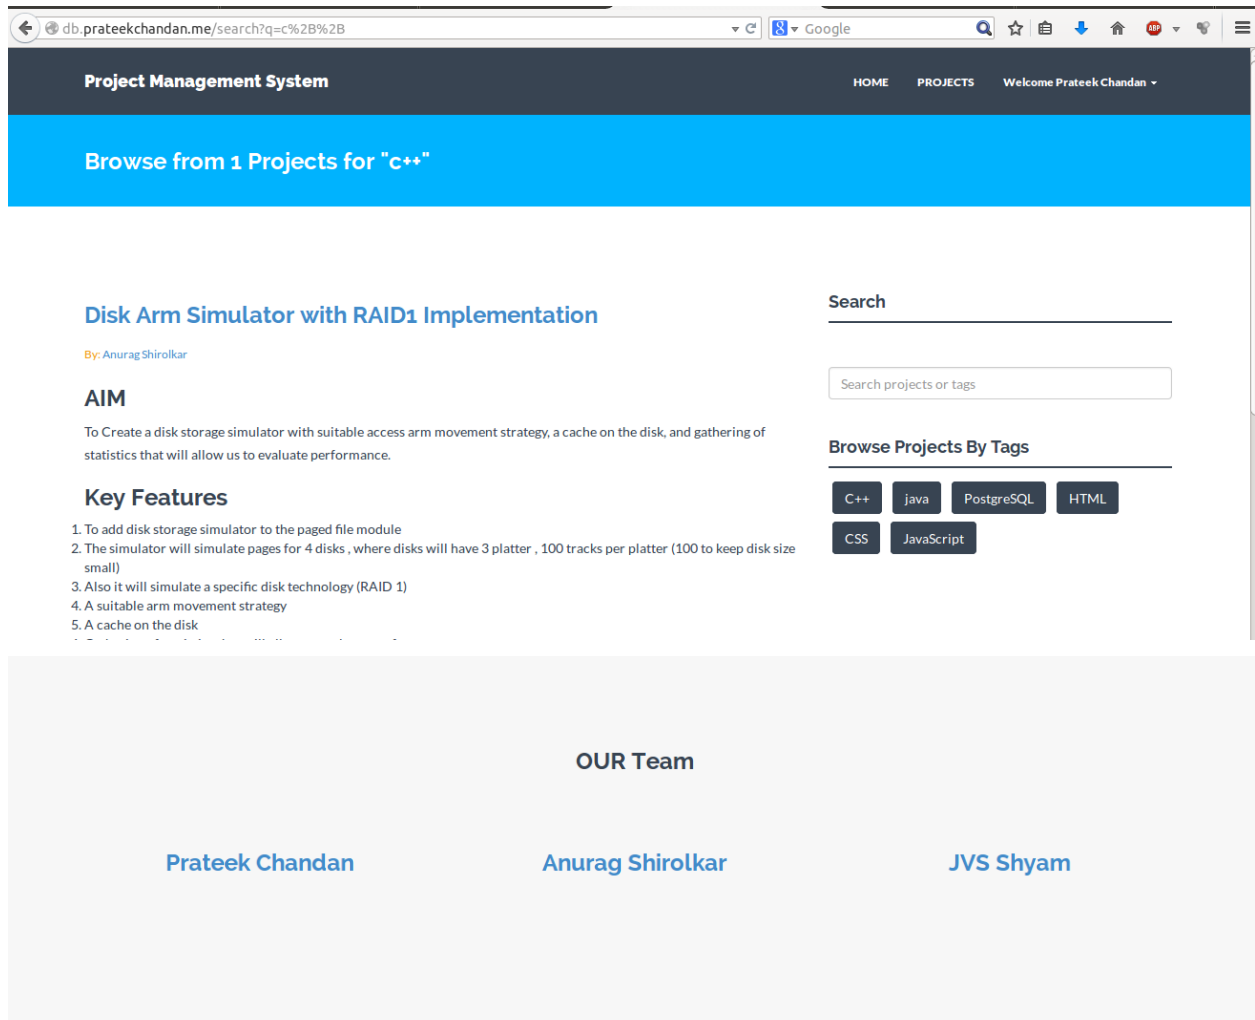 db.prateekchandan.me/search?q=c%2B%2B
Google
ABP
Project Management System
HOME
PROJECTS
Welcome Prateek Chandan
Browse from 1 Projects for "c++"
Disk Arm Simulator with RAID1 Implementation
By: Anurag Shirolkar
AIM
To Create a disk storage simulator with suitable access arm movement strategy, a cache on the disk, and gathering of
statistics that will allow us to evaluate performance.
Key Features
1. To add disk storage simulator to the paged file module
2. The simulator will simulate pages for 4 disks , where disks will have 3 platter , 100 tracks per platter (100 to keep disk size
small)
3. Also it will simulate a specific disk technology (RAID 1)
4. A suitable arm movement strategy
5. A cache on the disk
Search
Search projects or tags
Browse Projects By Tags
C++ java PostgreSQL HTML
CSS JavaScript
OUR Team
Prateek Chandan
Anurag Shirolkar
JVS Shyam